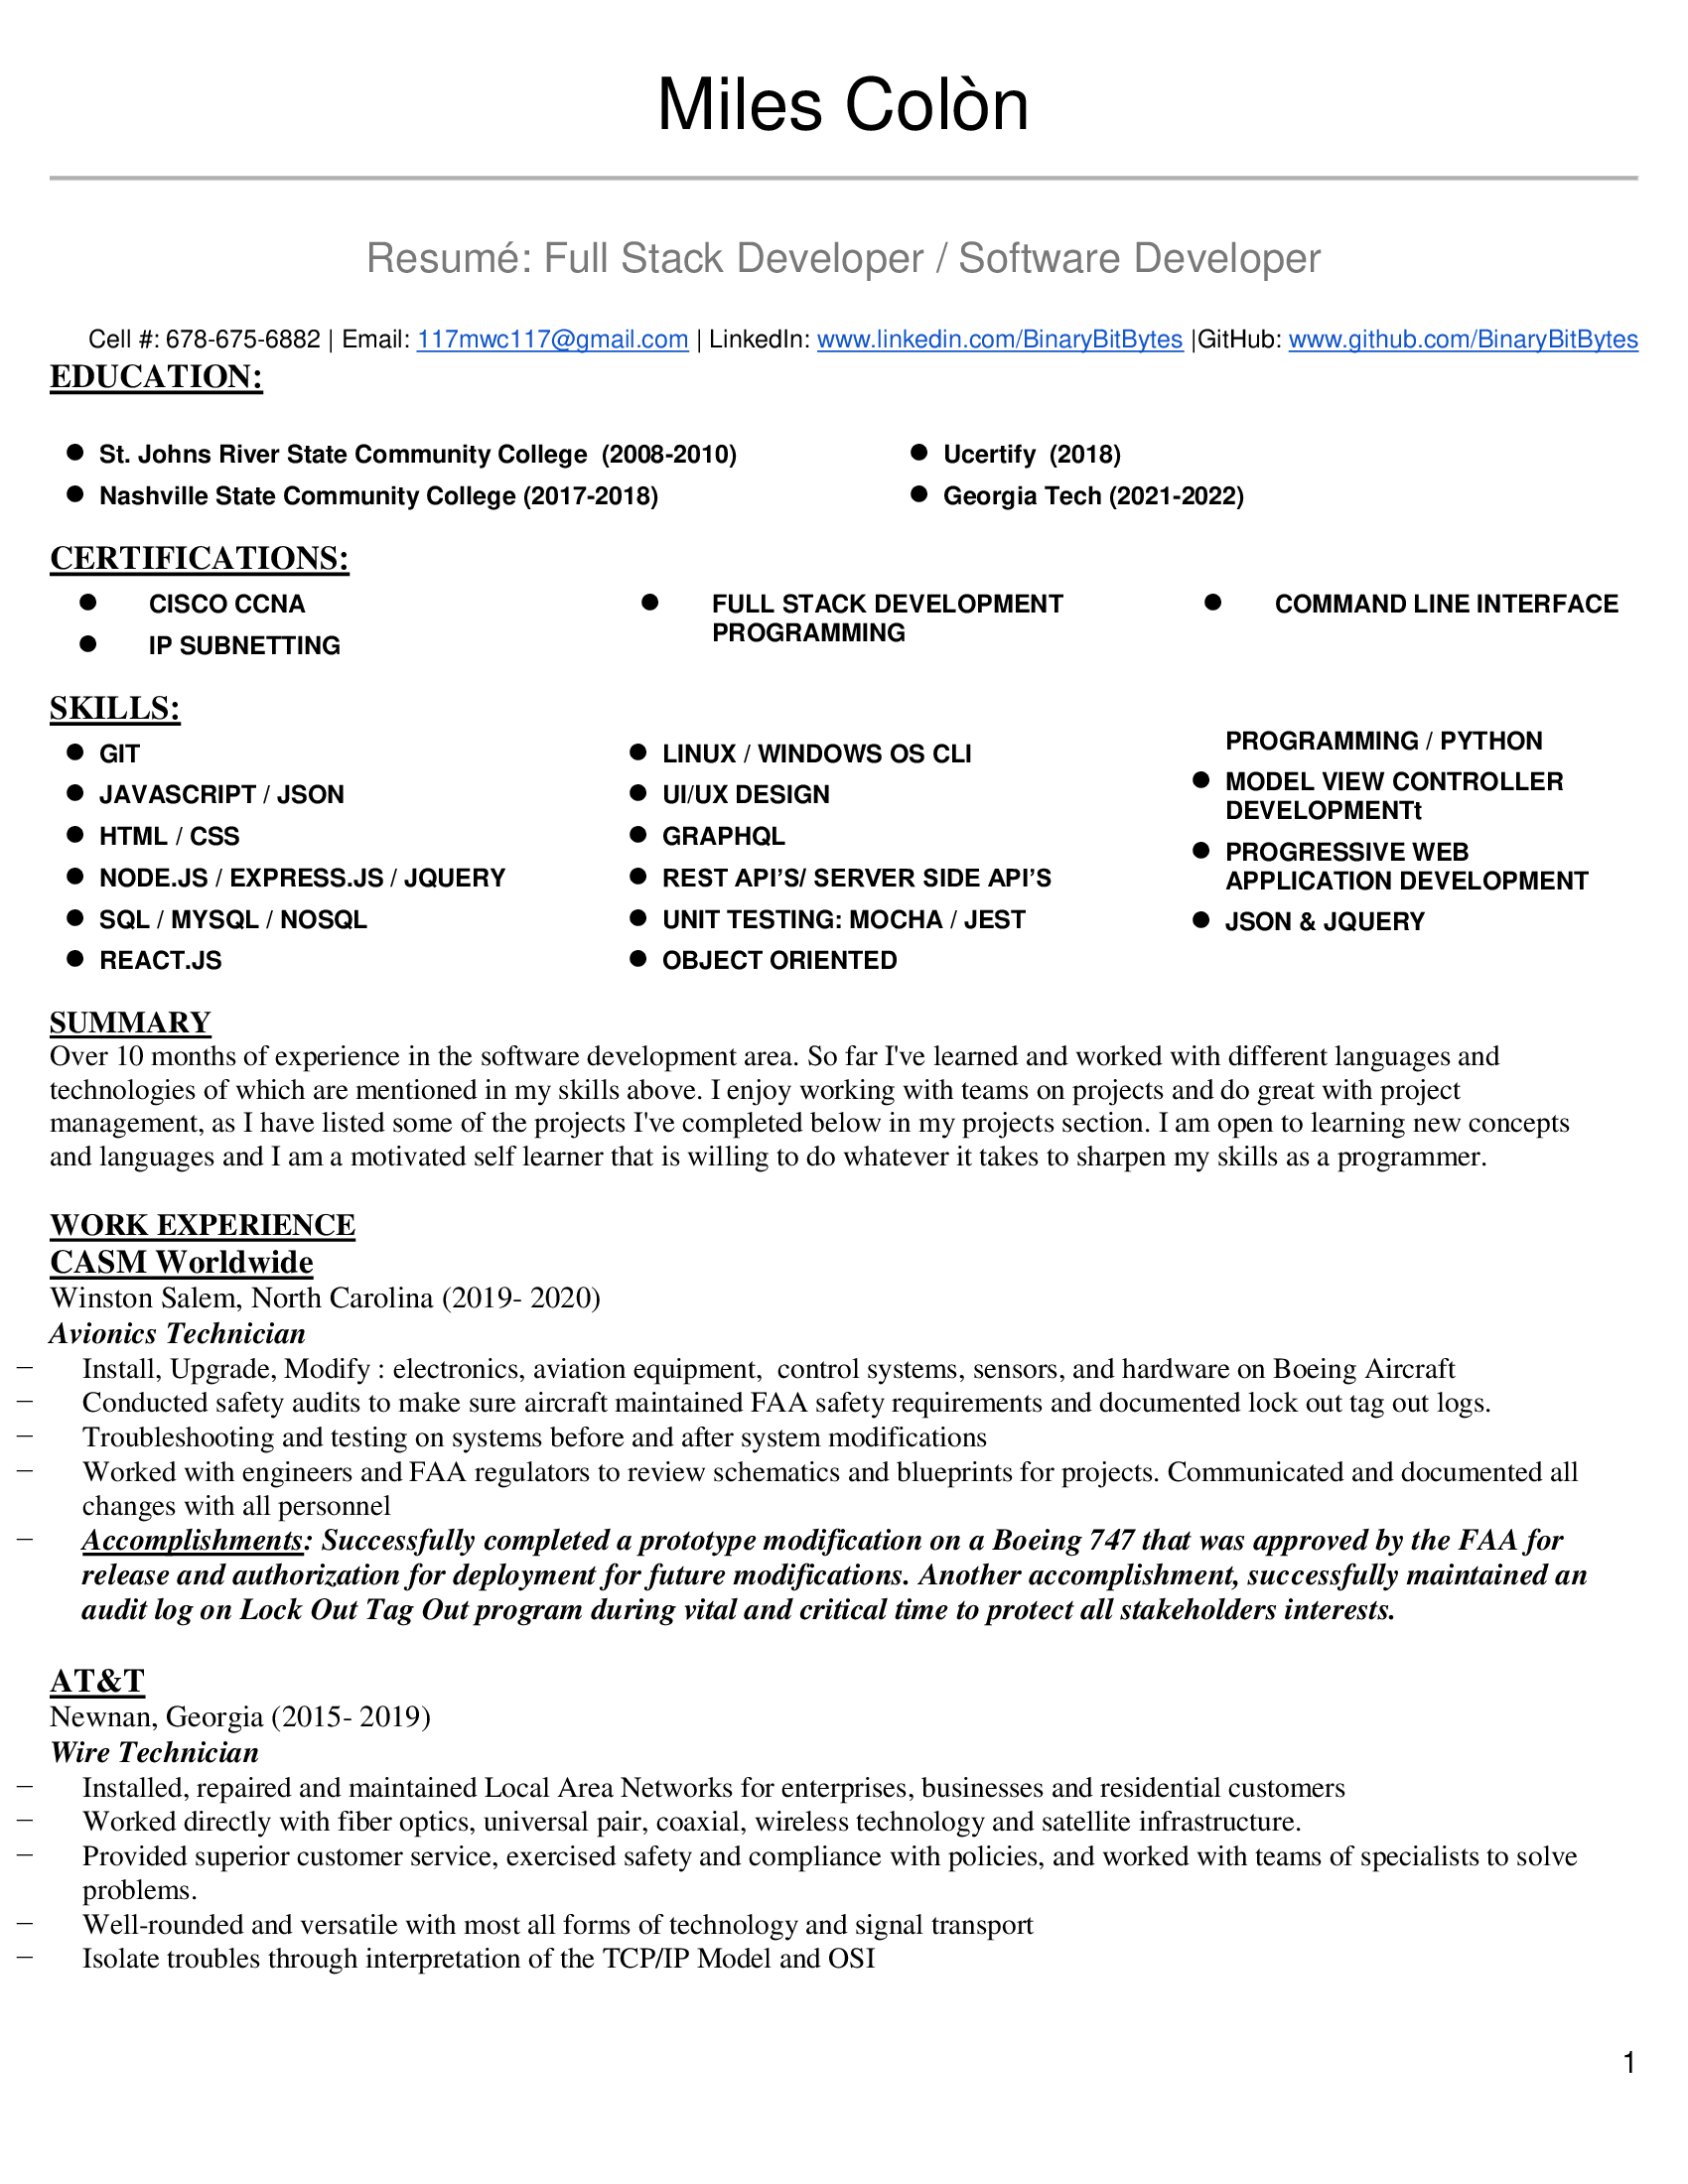 Miles Colòn
Resumé: Full Stack Developer / Software Developer
Cell #: 678-675-6882 | Email: 117mwc117@gmail.com | LinkedIn: www.linkedin.com/BinaryBitBytes |GitHub: www.github.com/BinaryBitBytes
EDUCATION:
● St. Johns River State Community College (2008-2010)
● Nashville State Community College (2017-2018)
● Ucertify (2018)
● Georgia Tech (2021-2022)
CERTIFICATIONS:
● CISCO CCNA
● IP SUBNETTING
● FULL STACK DEVELOPMENT
PROGRAMMING
● COMMAND LINE INTERFACE
SKILLS:
● GIT
● JAVASCRIPT / JSON
● HTML / CSS
● NODE.JS / EXPRESS.JS / JQUERY
● SQL / MYSQL / NOSQL
● REACT.JS
● LINUX / WINDOWS OS CLI
● UI/UX DESIGN
● GRAPHQL
● REST API’S/ SERVER SIDE API’S
● UNIT TESTING: MOCHA / JEST
● OBJECT ORIENTED
PROGRAMMING / PYTHON
● MODEL VIEW CONTROLLER
DEVELOPMENTt
● PROGRESSIVE WEB
APPLICATION DEVELOPMENT
● JSON & JQUERY
SUMMARY
Over 10 months of experience in the software development area. So far I've learned and worked with different languages and
technologies of which are mentioned in my skills above. I enjoy working with teams on projects and do great with project
management, as I have listed some of the projects I've completed below in my projects section. I am open to learning new concepts
and languages and I am a motivated self learner that is willing to do whatever it takes to sharpen my skills as a programmer.
WORK EXPERIENCE
CASM Worldwide
Winston Salem, North Carolina (2019- 2020)
Avionics Technician
– Install, Upgrade, Modify : electronics, aviation equipment, control systems, sensors, and hardware on Boeing Aircraft
– Conducted safety audits to make sure aircraft maintained FAA safety requirements and documented lock out tag out logs.
– Troubleshooting and testing on systems before and after system modifications
– Worked with engineers and FAA regulators to review schematics and blueprints for projects. Communicated and documented all
changes with all personnel
– Accomplishments: Successfully completed a prototype modification on a Boeing 747 that was approved by the FAA for
release and authorization for deployment for future modifications. Another accomplishment, successfully maintained an
audit log on Lock Out Tag Out program during vital and critical time to protect all stakeholders interests.
AT&T
Newnan, Georgia (2015- 2019)
Wire Technician
– Installed, repaired and maintained Local Area Networks for enterprises, businesses and residential customers
– Worked directly with fiber optics, universal pair, coaxial, wireless technology and satellite infrastructure.
– Provided superior customer service, exercised safety and compliance with policies, and worked with teams of specialists to solve
problems.
– Well-rounded and versatile with most all forms of technology and signal transport
– Isolate troubles through interpretation of the TCP/IP Model and OSI
1